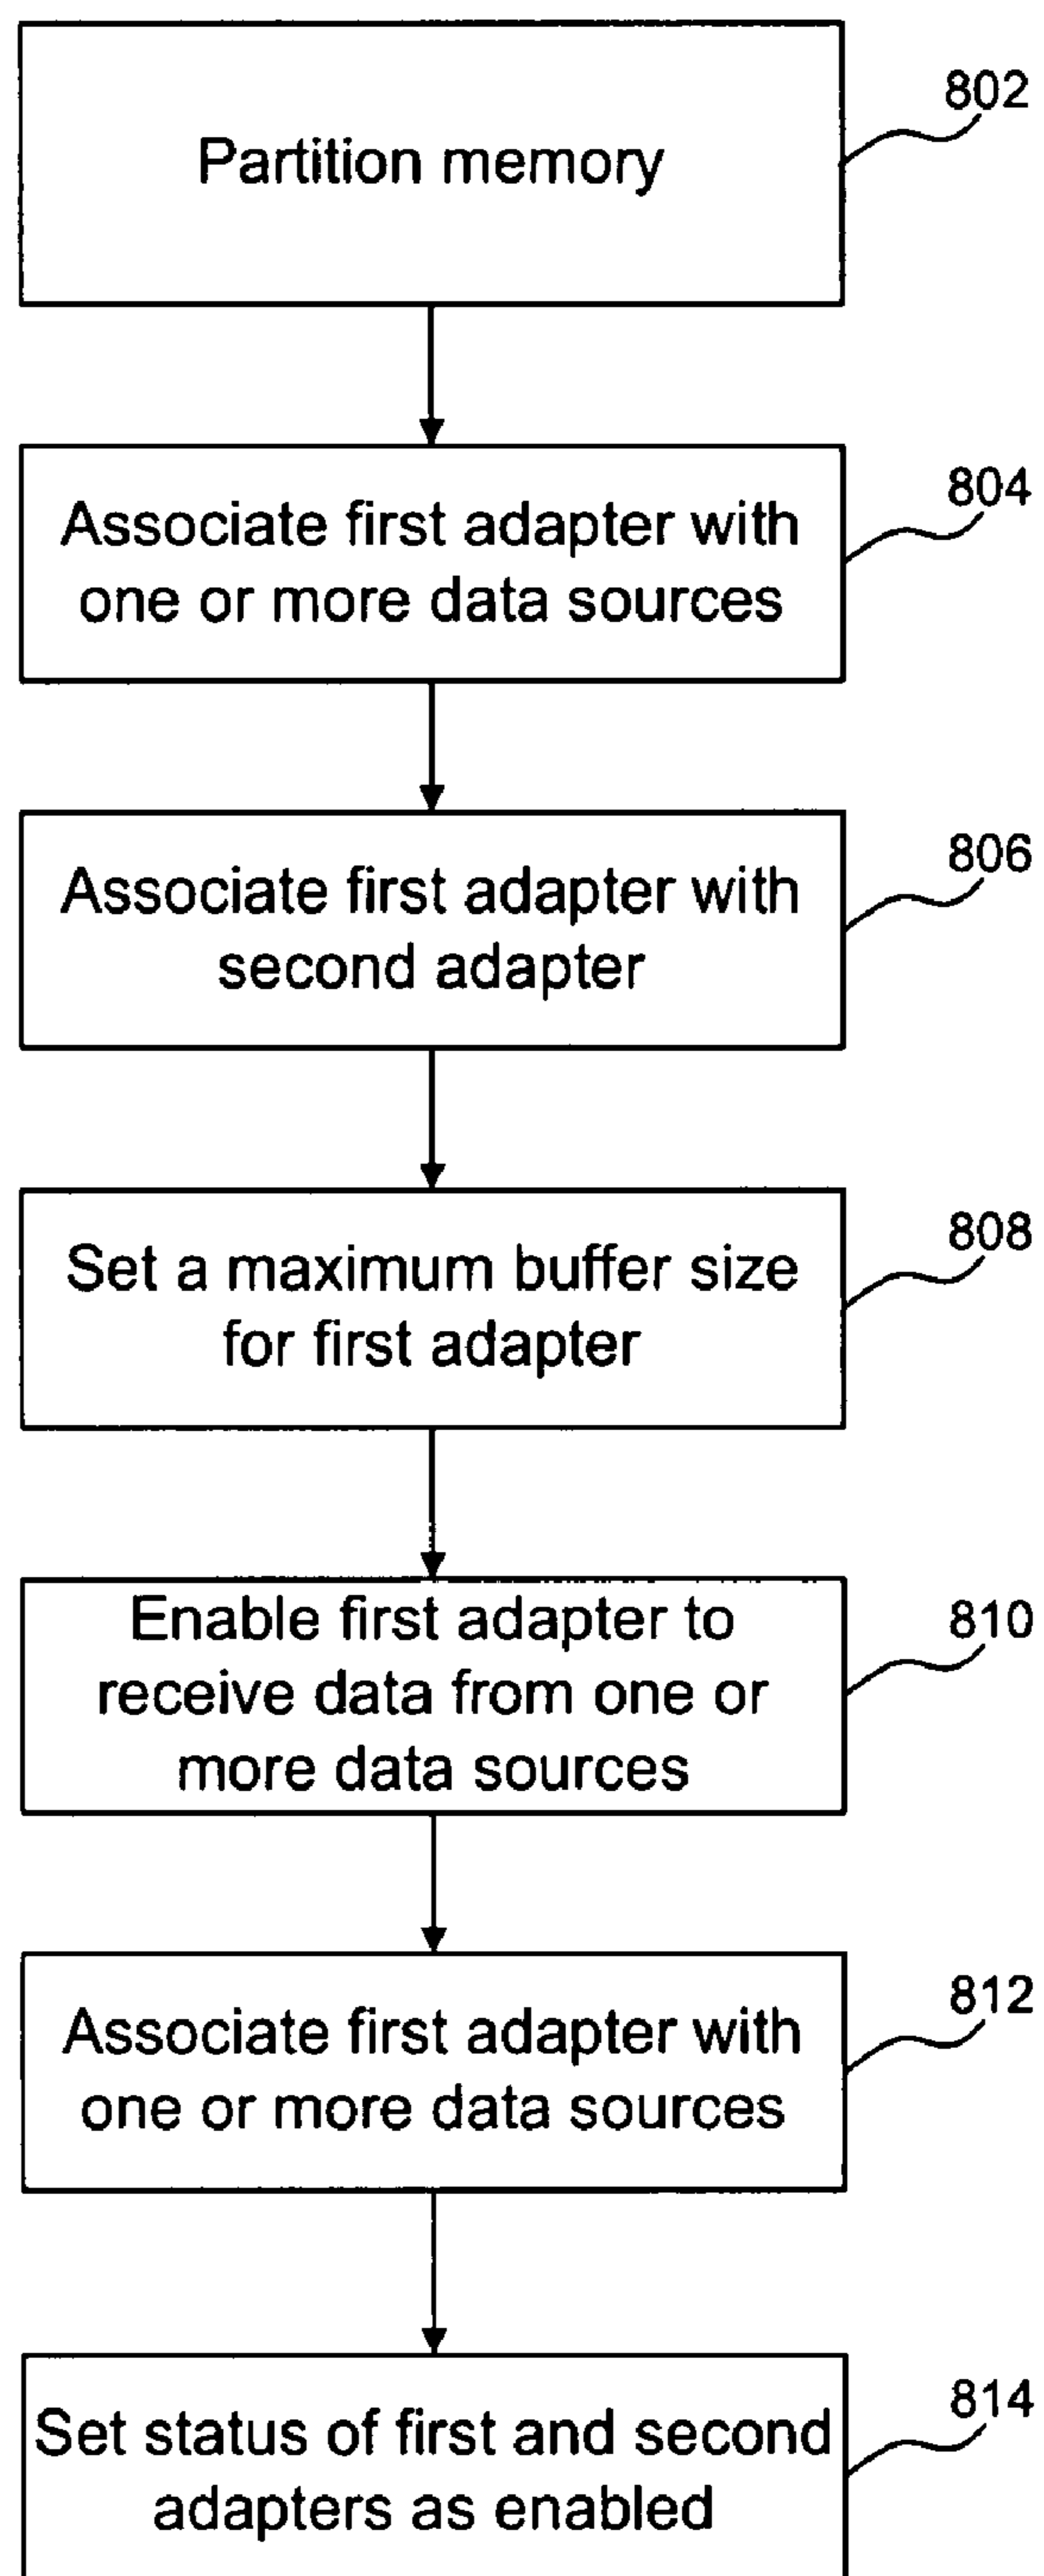 802
Partition memory
804
Associate first adapter with
one or more data sources
806
Associate first adapter with
second adapter
808
Set a maximum buffer size
for first adapter
810
Enable first adapter to
receive data from one or
more data sources
812
Associate first adapter with
one or more data sources
814
Set status of first and second
adapters as enabled